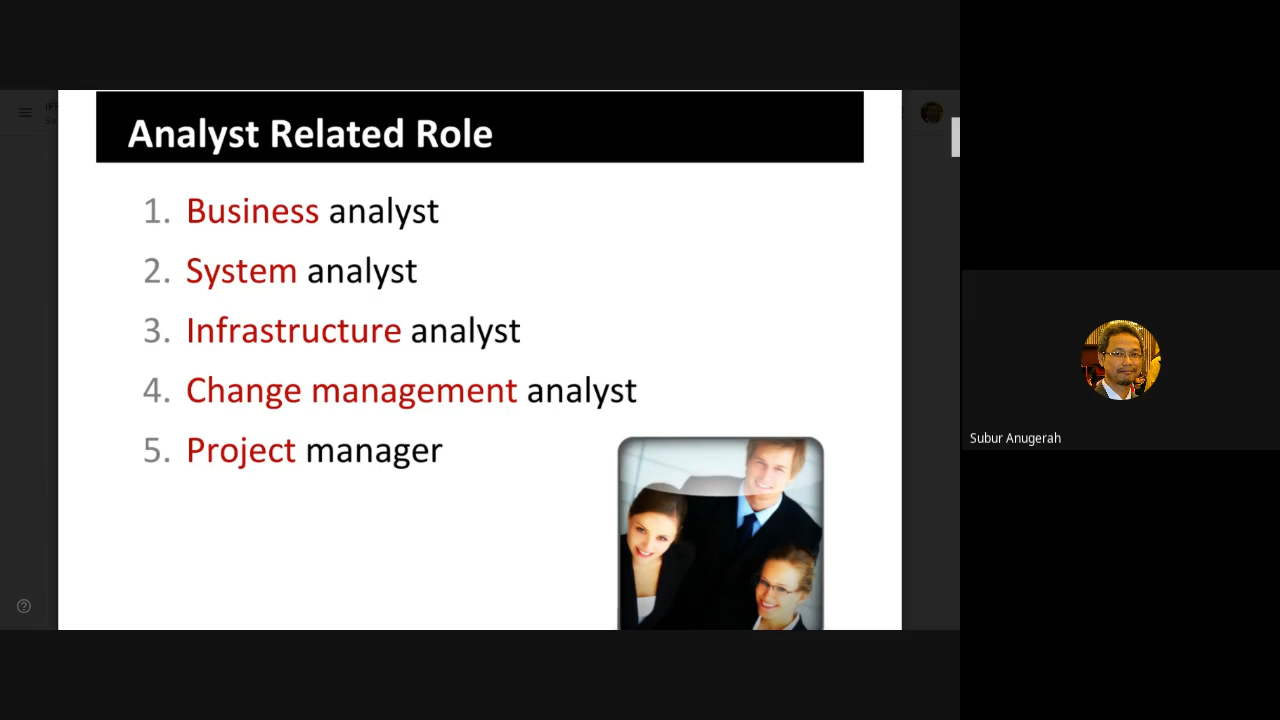 Analyst Related Role
1. Business analyst
2. System analyst
3. Infrastructure analyst
4. Change management analyst
5. Project manager
Subur Anugerah